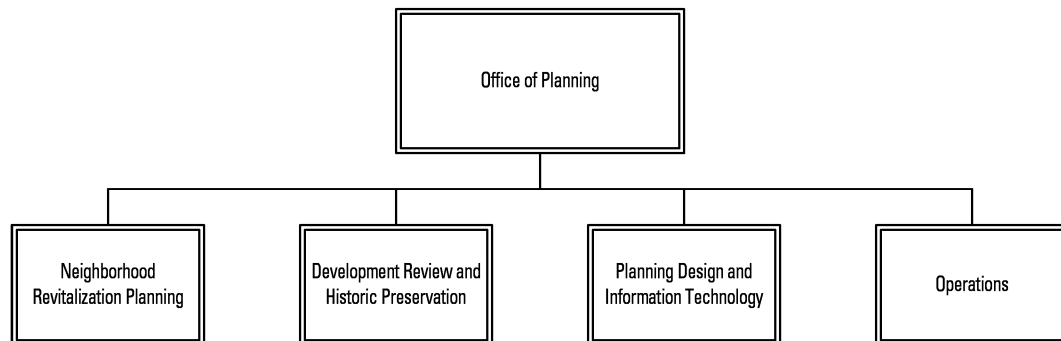 Office of Planning
Neighborhood
Revitalization Planning
Development Review and
Historic Preservation
Planning Design and
Information Technology
Operations